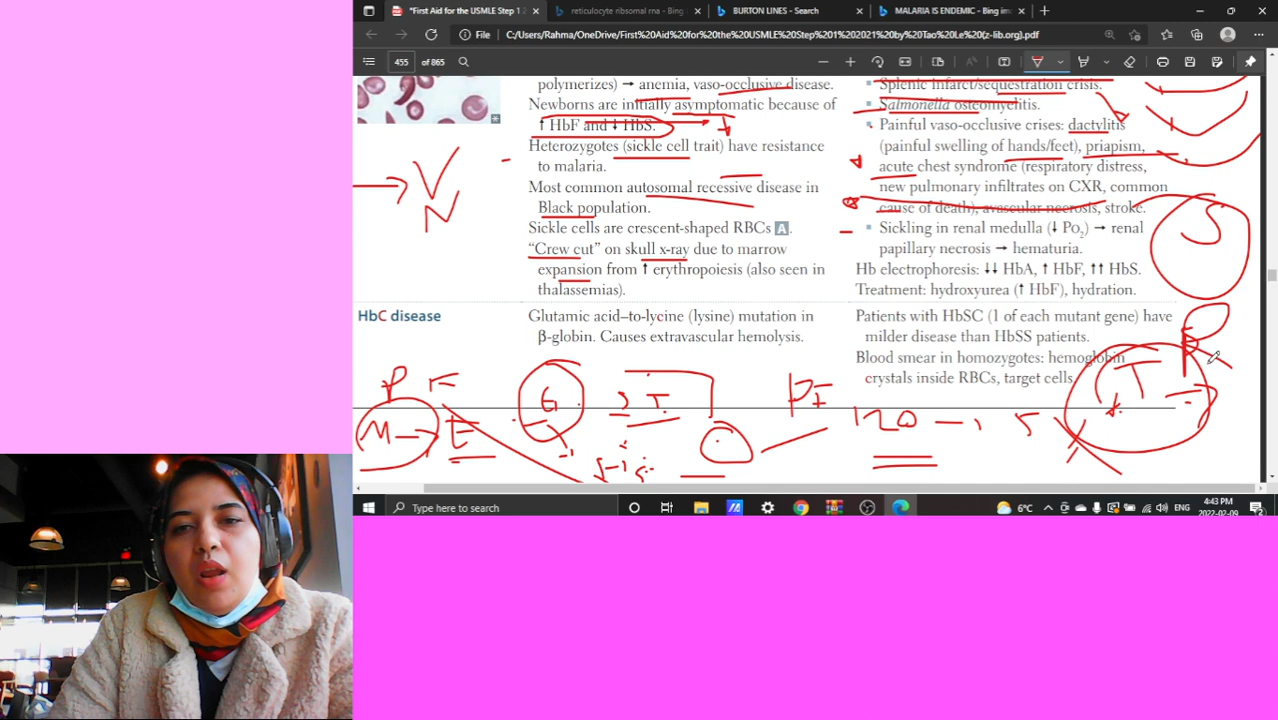 "First Aid for the USMLE Step 1 2
reticulocyte ribosomal rna - Bing
BURTON LINES - Search
MALARIA IS ENDEMIC - Bing im
File
C:/Users/Rahma/OneDrive/First%20Aid%20for%20the%20USMLE%20Step%201%202021%20by%20Tao%20Le%20(z-lib.org).pdf
455 of 865
polymerizes) → anemia, vaso-occlusive disease.
Newborns are initially asymptomatic because of
↑ HbF and ↓ HbS.
Heterozygotes (sickle cell trait) have resistance
to malaria.
Most common autosomal recessive disease in
Black population.
Sickle cells are crescent-shaped RBCs A.
"Crew cut" on skull x-ray due to marrow
expansion from ↑ erythropoiesis (also seen in
thalassemias).
Splenic infarct/sequestration crisis.
Salmonella osteomyelitis.
Painful vaso-occlusive crises: dactylitis
(painful swelling of hands/feet), priapism,
acute chest syndrome (respiratory distress,
new pulmonary infiltrates on CXR, common
cause of death), avascular necrosis, stroke.
Sickling in renal medulla (↓ Po2) → renal
papillary necrosis → hematuria.
Hb electrophoresis: ↓↓ HbA, ↑ HbF, ↑↑ HbS.
Treatment: hydroxyurea (↑ HbF), hydration.
HbC disease
Glutamic acid–to-lycine (lysine) mutation in
β-globin. Causes extravascular hemolysis.
Patients with HbSC (1 of each mutant gene) have
milder disease than HbSS patients.
Blood smear in homozygotes: hemoglobin
crystals inside RBCs, target cells.
→ V
N
S
P F
M → E
G
PI
120
5
T
R
Type here to search
6°C
ENG
4:43 PM
2022-02-09